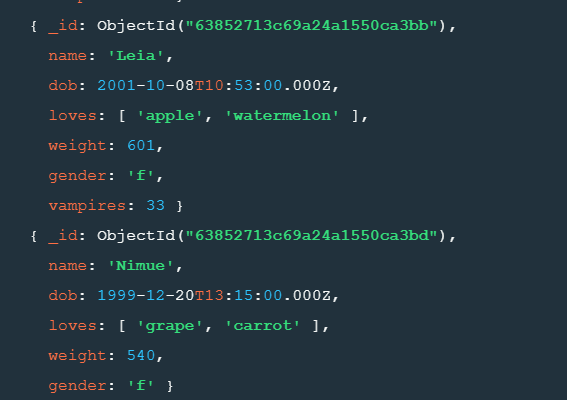 { _id: ObjectId("63852713c69a24a1550ca3bb"),
name: 'Leia',
dob: 2001-10-08T10:53:00.000Z,
loves: [ 'apple', 'watermelon' ],
weight: 601,
gender: 'f',
vampires: 33 }
{ _id: ObjectId("63852713c69a24a1550ca3bd"),
name: 'Nimue',
dob: 1999-12-20T13:15:00.000Z,
loves: [ 'grape', 'carrot' ],
weight: 540,
gender: 'f' }